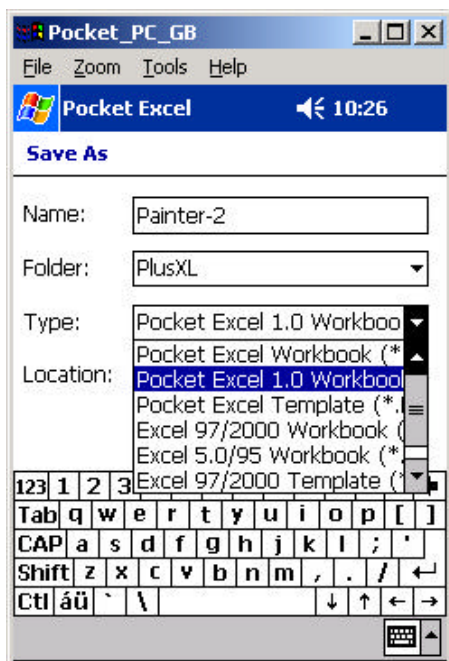 Pocket_PC_GB
File Zoom Tools Help
Pocket Excel 10:26
Save As
Name: Painter-2
Folder: PlusXL
Type: Pocket Excel 1.0 Workboo
Pocket Excel Workbook (*
Location: Pocket Excel 1.0 Workbool
Pocket Excel Template (*.
Excel 97/2000 Workbook (
Excel 5.0/95 Workbook (*
Excel 97/2000 Template (*
123 1 2 3
Tab q w e r t y u i o p [ ]
CAP a s d f g h j k l ; '
Shift z x c v b n m , . / ↵
Ctl áü ` \ ↓ ↑ ← →